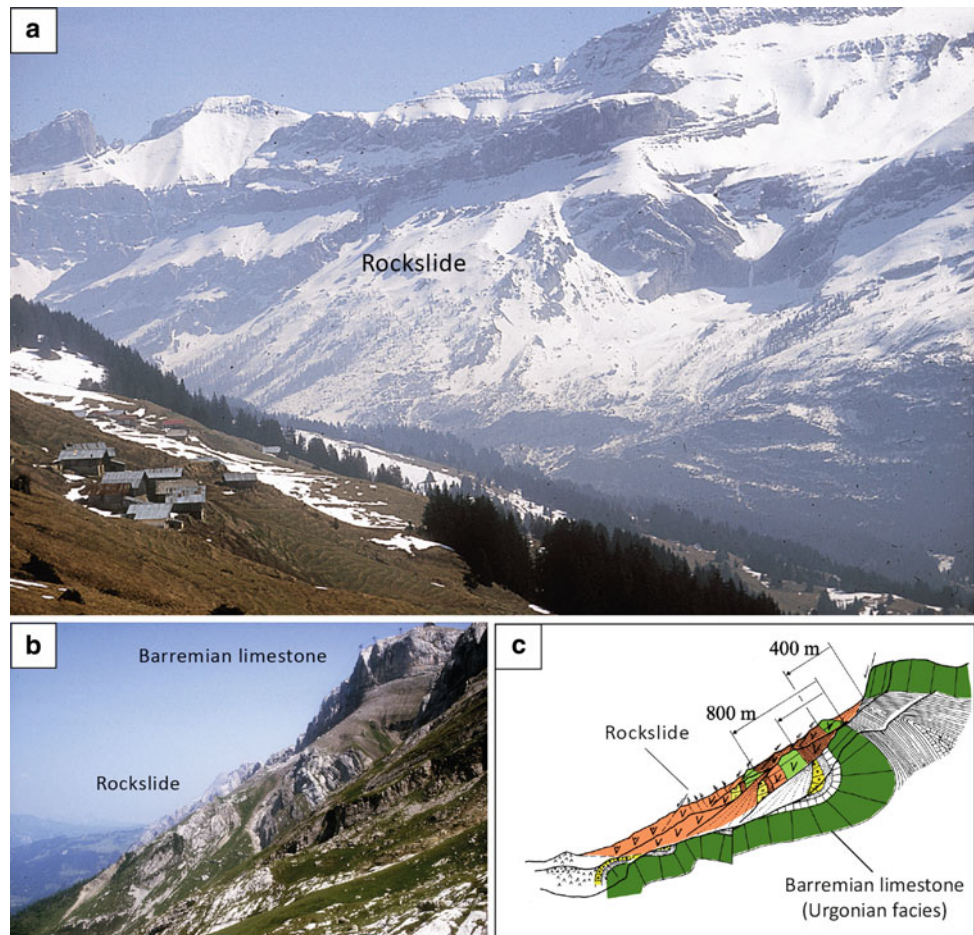 a
Rockslide
b
Barremian limestone
Rockslide
c
400 m
800 m
Rockslide
Barremian limestone
(Urgonian facies)